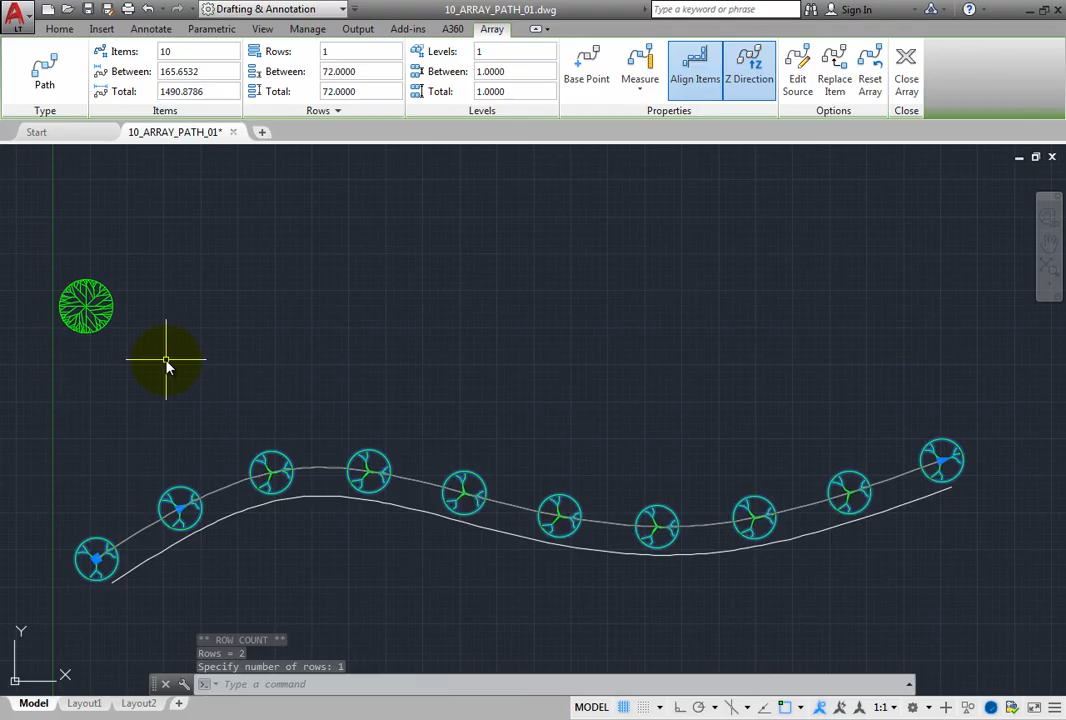 Drafting & Annotation
10_ARRAY_PATH_01.dwg
Type a keyword or phrase
Sign In
LT
Home Insert Annotate Parametric View Manage Output Add-ins A360 Array
Path
Type
Items: 10
Between: 165.6532
Total: 1490.8786
Items
Rows: 1
Between: 72.0000
Total: 72.0000
Rows
Levels: 1
Between: 1.0000
Total: 1.0000
Levels
Base Point
Measure
Align Items
Z Direction
Properties
Edit
Source
Replace
Item
Reset
Array
Options
Close
Array
Close
Start
10_ARRAY_PATH_01*
Y
X
** ROW COUNT **
Rows = 2
Specify number of rows: 1
Type a command
Model Layout1 Layout2
MODEL
1:1